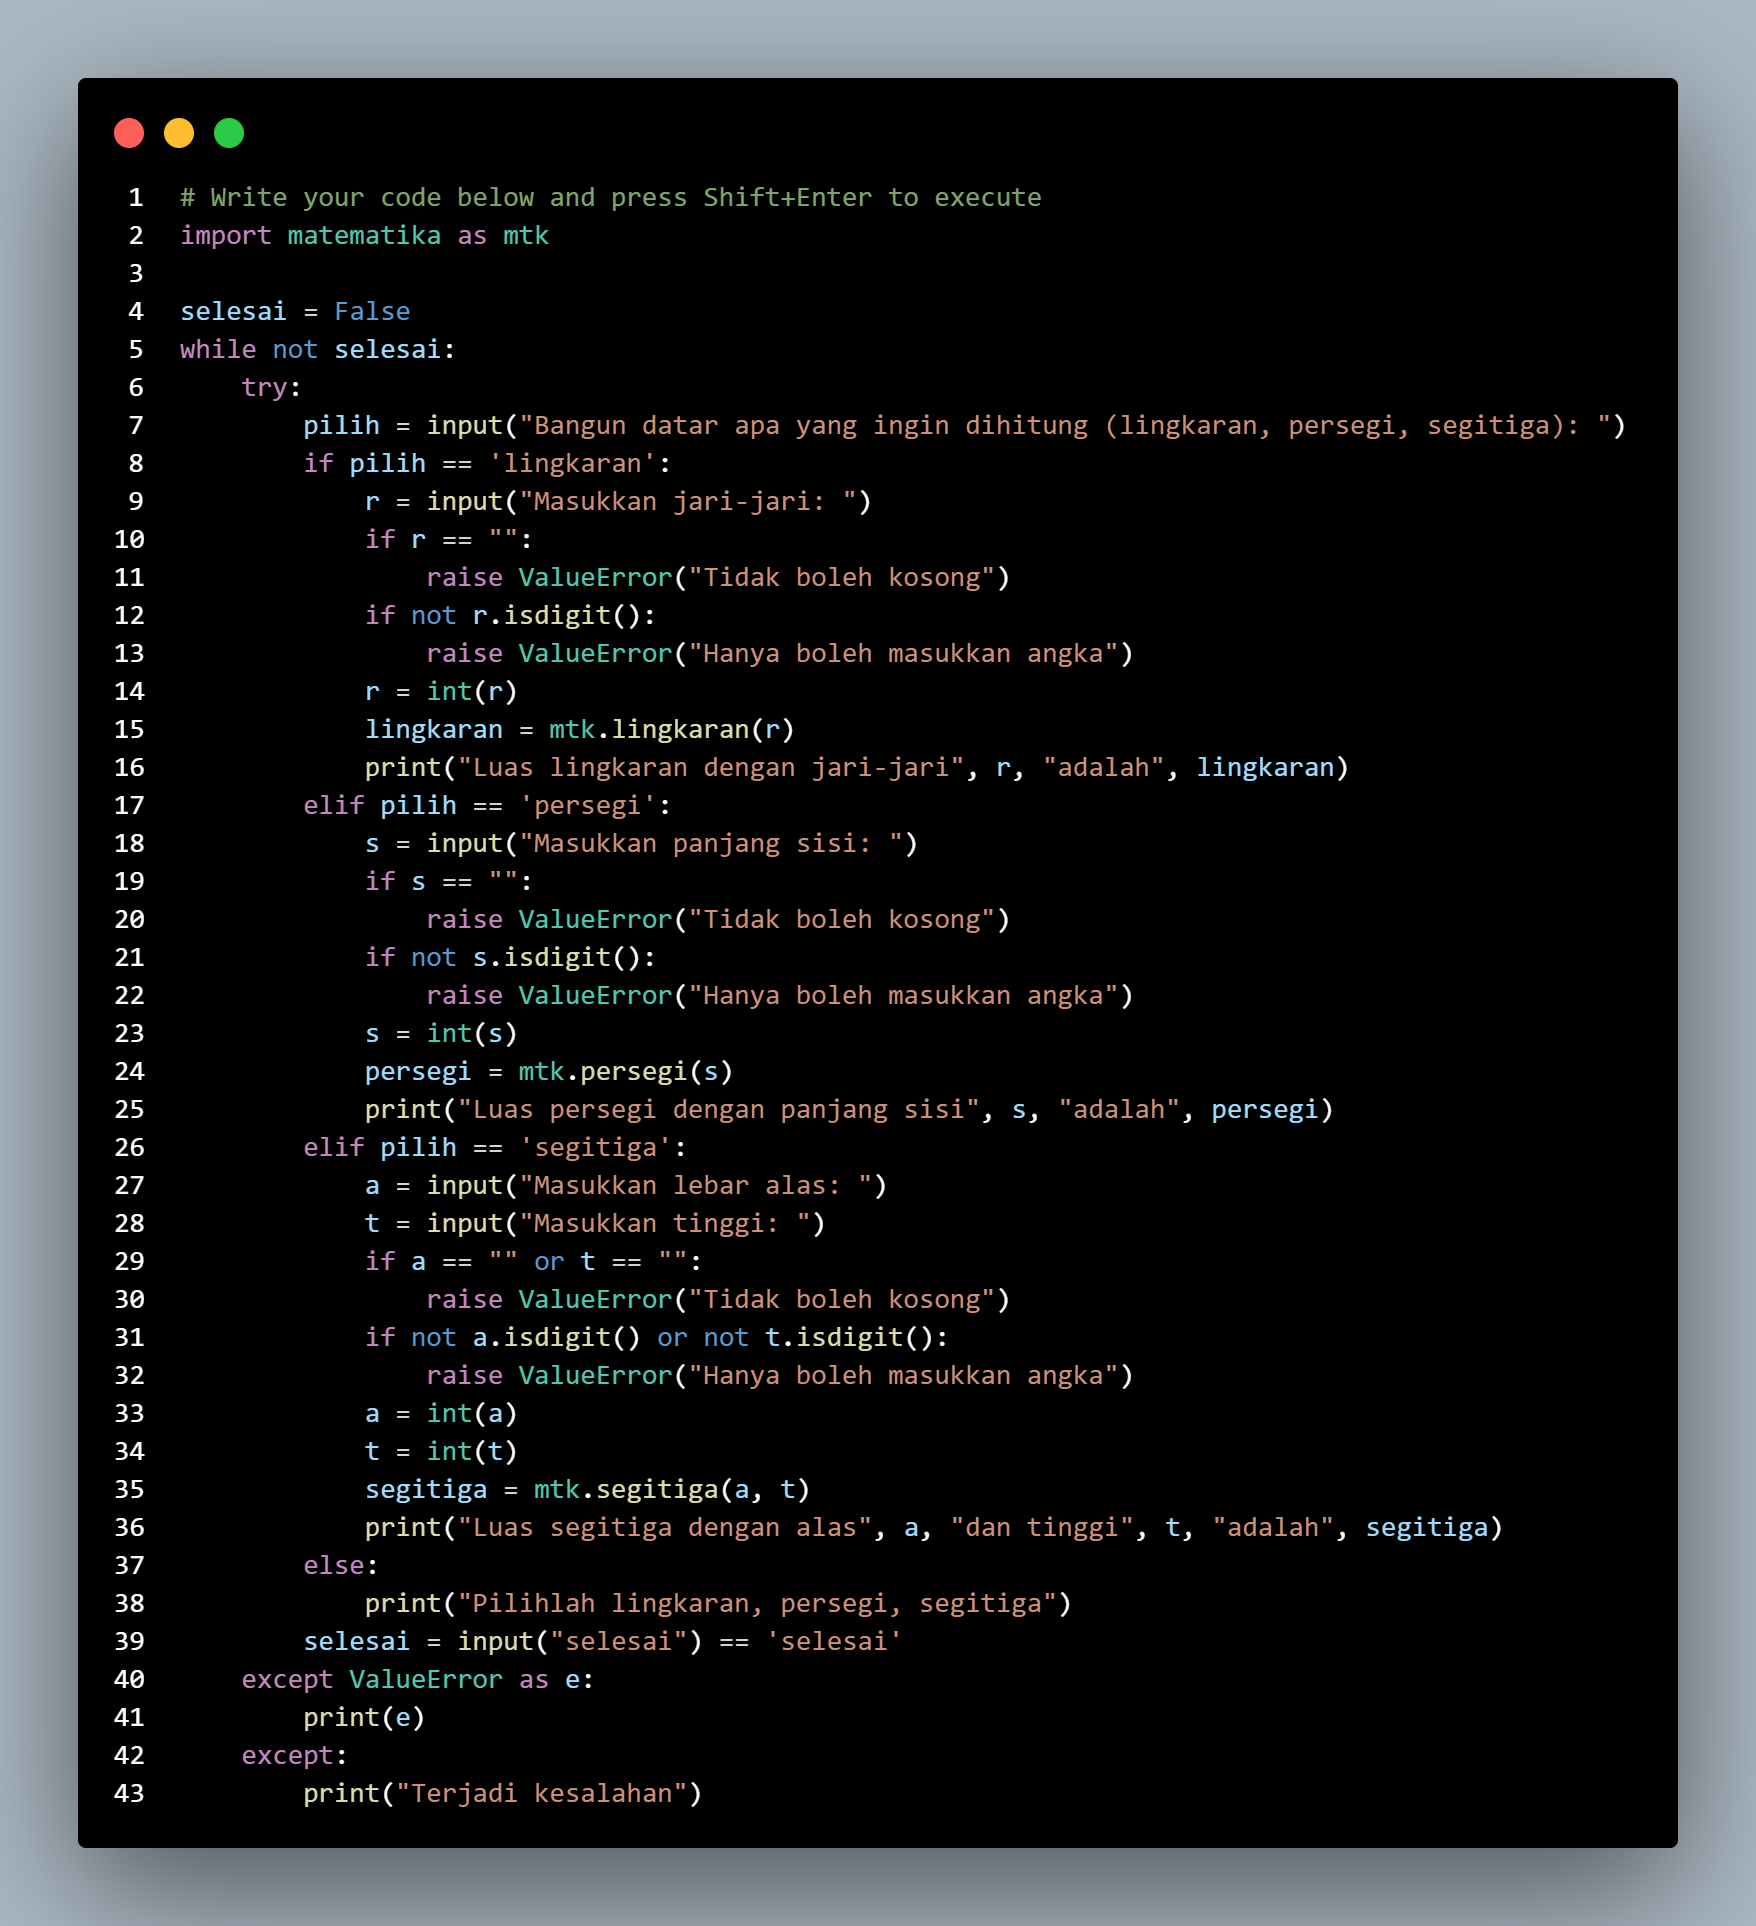 1 # Write your code below and press Shift+Enter to execute
2 import matematika as mtk
3
4 selesai = False
5 while not selesai:
6     try:
7         pilih = input("Bangun datar apa yang ingin dihitung (lingkaran, persegi, segitiga): ")
8         if pilih == 'lingkaran':
9             r = input("Masukkan jari-jari: ")
10             if r == "":
11                 raise ValueError("Tidak boleh kosong")
12             if not r.isdigit():
13                 raise ValueError("Hanya boleh masukkan angka")
14             r = int(r)
15             lingkaran = mtk.lingkaran(r)
16             print("Luas lingkaran dengan jari-jari", r, "adalah", lingkaran)
17         elif pilih == 'persegi':
18             s = input("Masukkan panjang sisi: ")
19             if s == "":
20                 raise ValueError("Tidak boleh kosong")
21             if not s.isdigit():
22                 raise ValueError("Hanya boleh masukkan angka")
23             s = int(s)
24             persegi = mtk.persegi(s)
25             print("Luas persegi dengan panjang sisi", s, "adalah", persegi)
26         elif pilih == 'segitiga':
27             a = input("Masukkan lebar alas: ")
28             t = input("Masukkan tinggi: ")
29             if a == "" or t == "":
30                 raise ValueError("Tidak boleh kosong")
31             if not a.isdigit() or not t.isdigit():
32                 raise ValueError("Hanya boleh masukkan angka")
33             a = int(a)
34             t = int(t)
35             segitiga = mtk.segitiga(a, t)
36             print("Luas segitiga dengan alas", a, "dan tinggi", t, "adalah", segitiga)
37         else:
38             print("Pilihlah lingkaran, persegi, segitiga")
39         selesai = input("selesai") == 'selesai'
40     except ValueError as e:
41         print(e)
42     except:
43         print("Terjadi kesalahan")